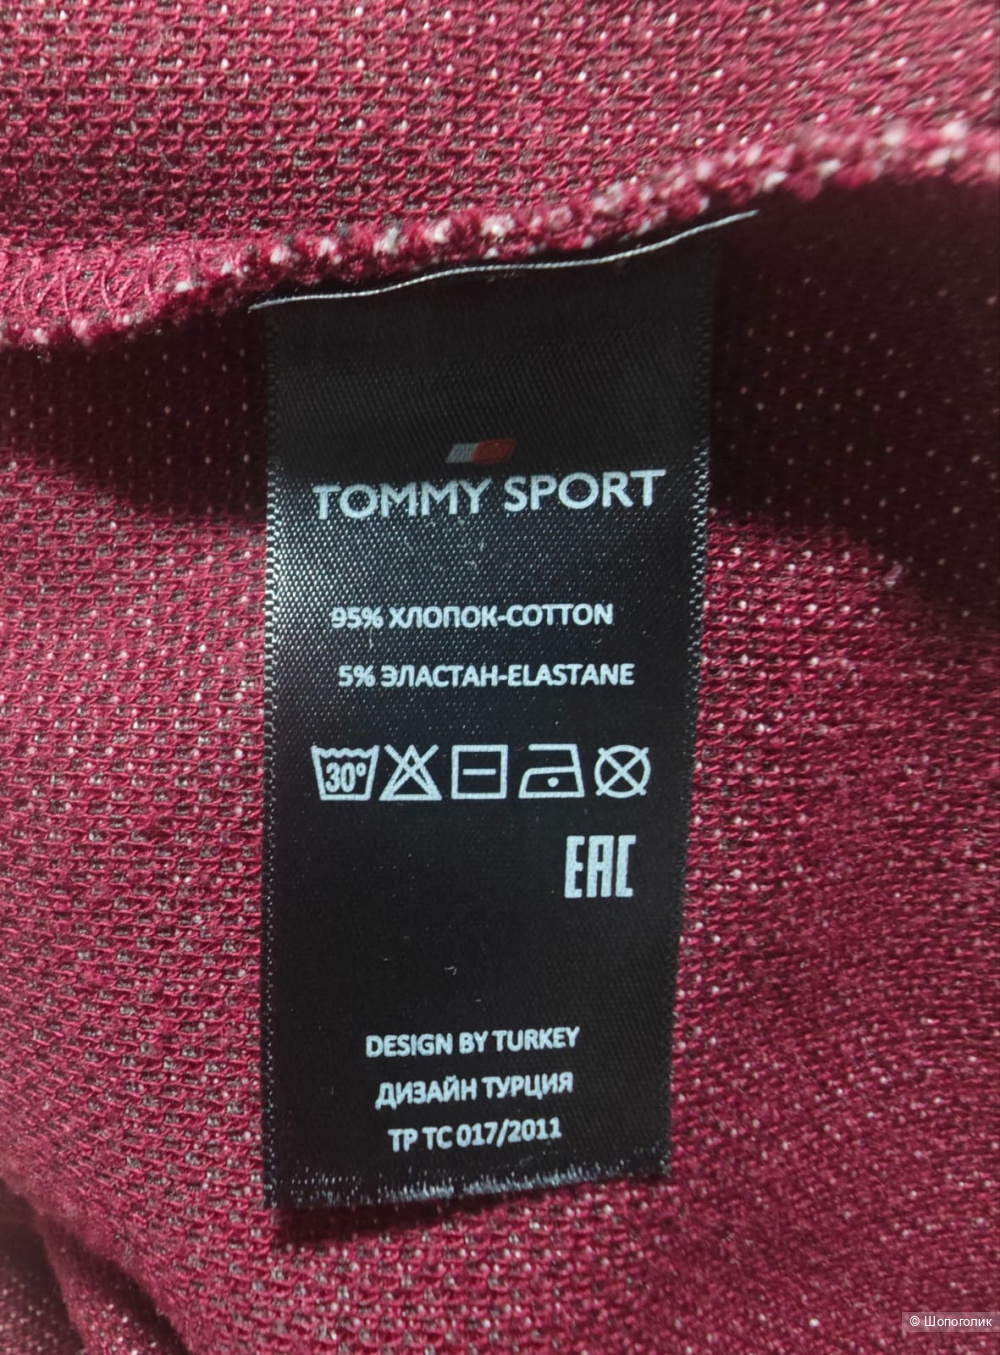 TOMMY SPORT
95% ХЛОПОК-COTTON
5% ЭЛАСТАН-ELASTANE
30°
EAC
DESIGN BY TURKEY
ДИЗАЙН ТУРЦИЯ
ТР ТС 017/2011
© Шопоголик